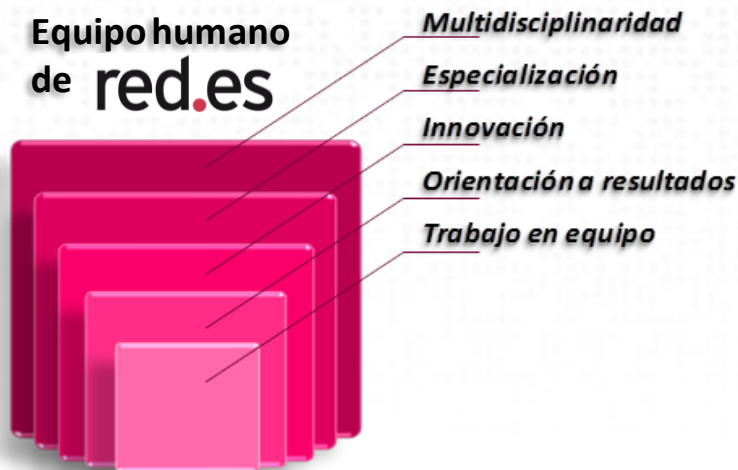 Equipo humano
de red.es
Multidisciplinaridad
Especialización
Innovación
Orientación a resultados
Trabajo en equipo